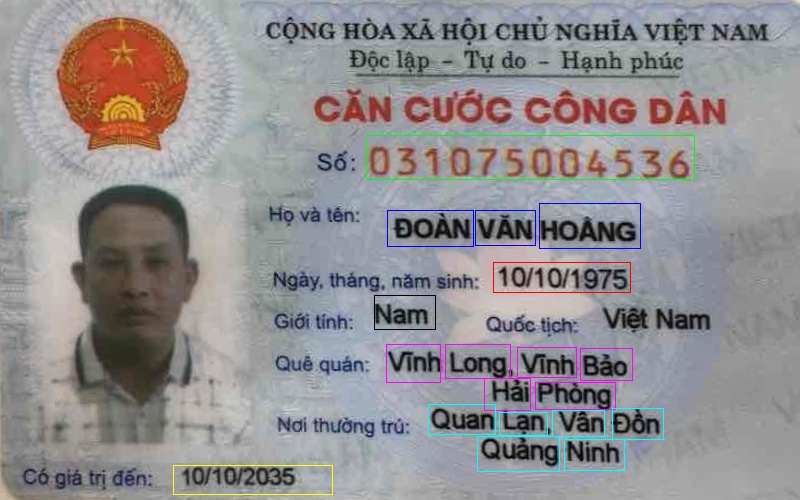 CỘNG HÒA XÃ HỘI CHỦ NGHĨA VIỆT NAM
Độc lập - Tự do - Hạnh phúc
CĂN CƯỚC CÔNG DÂN
Số: 031075004536
Họ và tên: ĐOÀN VĂN HOÂNG
Ngày, tháng, năm sinh: 10/10/1975
Giới tính: Nam Quốc tịch: Việt Nam
Quê quán: Vĩnh Long, Vĩnh Bảo
Hải Phòng
Nơi thường trú: Quan Lạn, Vân Đồn
Quảng Ninh
Có giá trị đến: 10/10/2035